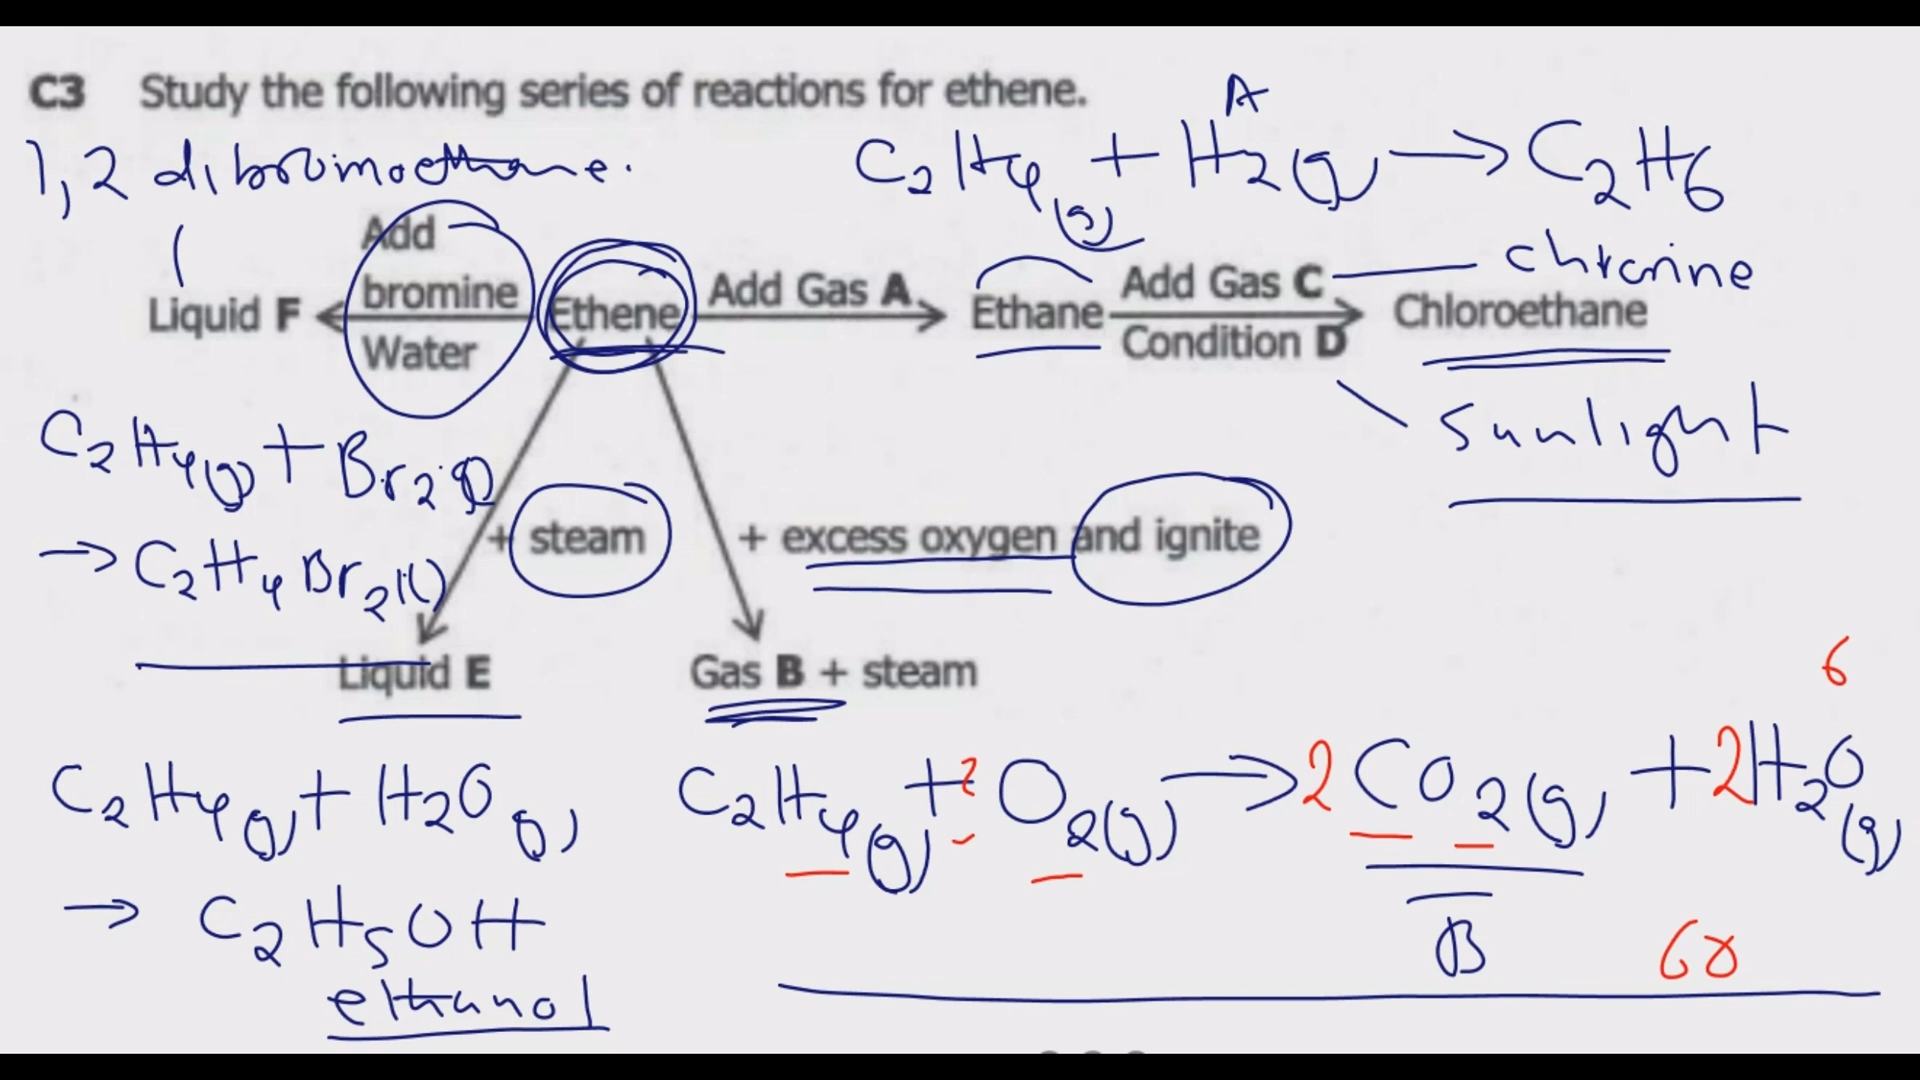 C3 Study the following series of reactions for ethene.
A
1,2 dibromoethane.
C2H4(g) + H2(g) → C2H6
Add
bromine
Water
Liquid F
Ethene
Add Gas A
Ethane
Add Gas C
Condition D
chlorine
Chloroethane
sunlight
C2H4(g) + Br2(l)
→ C2H4Br2(l)
+ steam
+ excess oxygen and ignite
Liquid E
Gas B + steam
6
C2H4(g) + H2O(g)
C2H4(g) + O2(g) → 2CO2(g) + 2H2O(g)
→ C2H5OH
B
ethanol